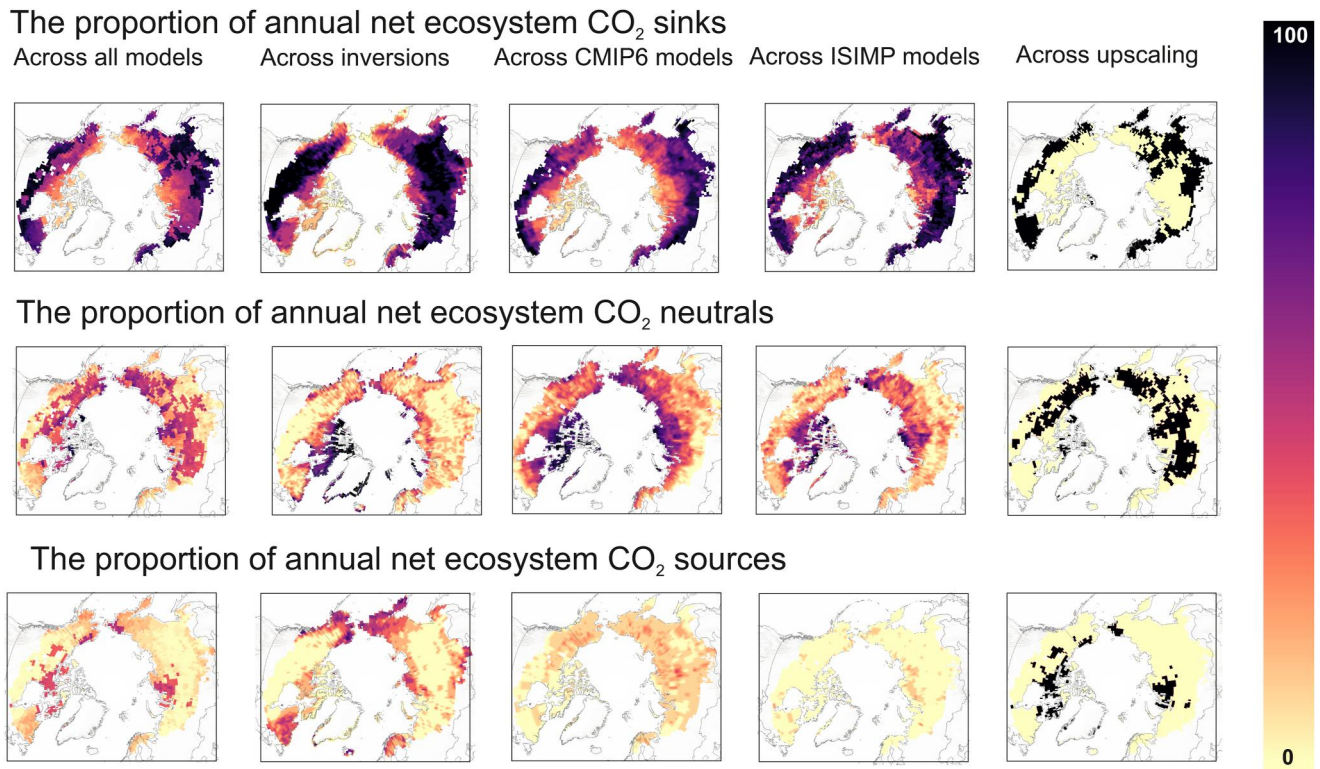 The proportion of annual net ecosystem CO₂ sinks
Across all models
Across inversions
Across CMIP6 models
Across ISIMP models
Across upscaling
100
The proportion of annual net ecosystem CO₂ neutrals
The proportion of annual net ecosystem CO₂ sources
0